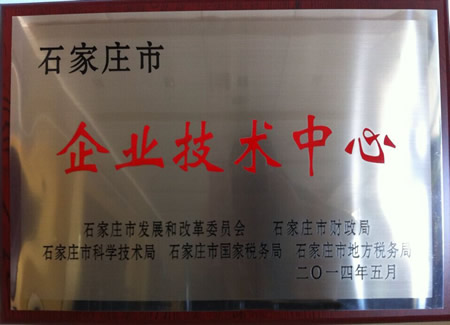 石家庄市
企业技术中心
石家庄市发展和改革委员会 石家庄市财政局
石家庄市科学技术局 石家庄市国家税务局 石家庄市地方税务局
二〇一四年五月